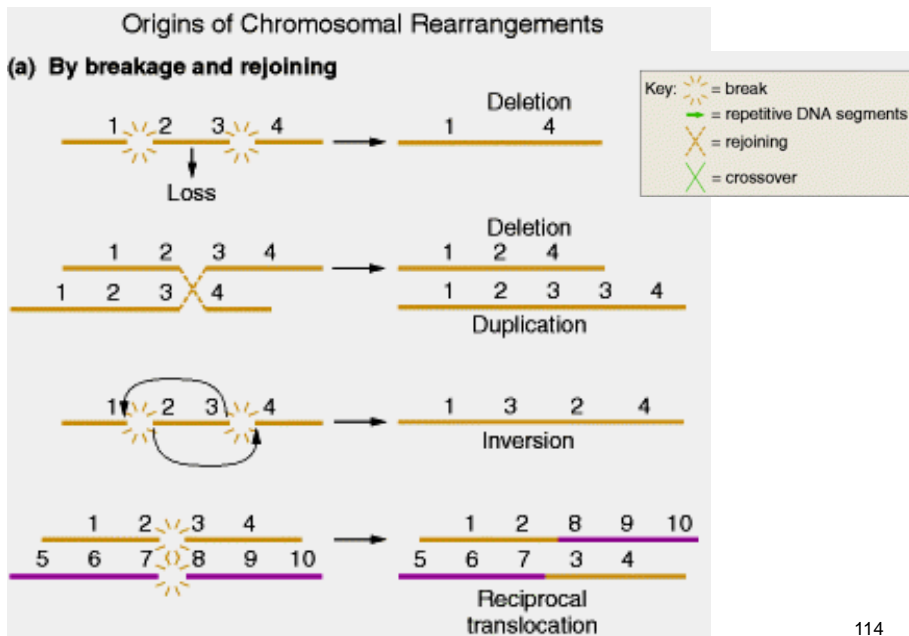 Origins of Chromosomal Rearrangements
(a) By breakage and rejoining
Key: = break
= repetitive DNA segments
= rejoining
= crossover
Deletion
1 2 3 4
1 4
Loss
Deletion
1 2 3 4
1 2 4
1 2 3 4
1 2 3 3 4
Duplication
1 2 3 4
1 3 2 4
Inversion
1 2 3 4
1 2 8 9 10
5 6 7 8 9 10
5 6 7 3 4
Reciprocal
translocation
114